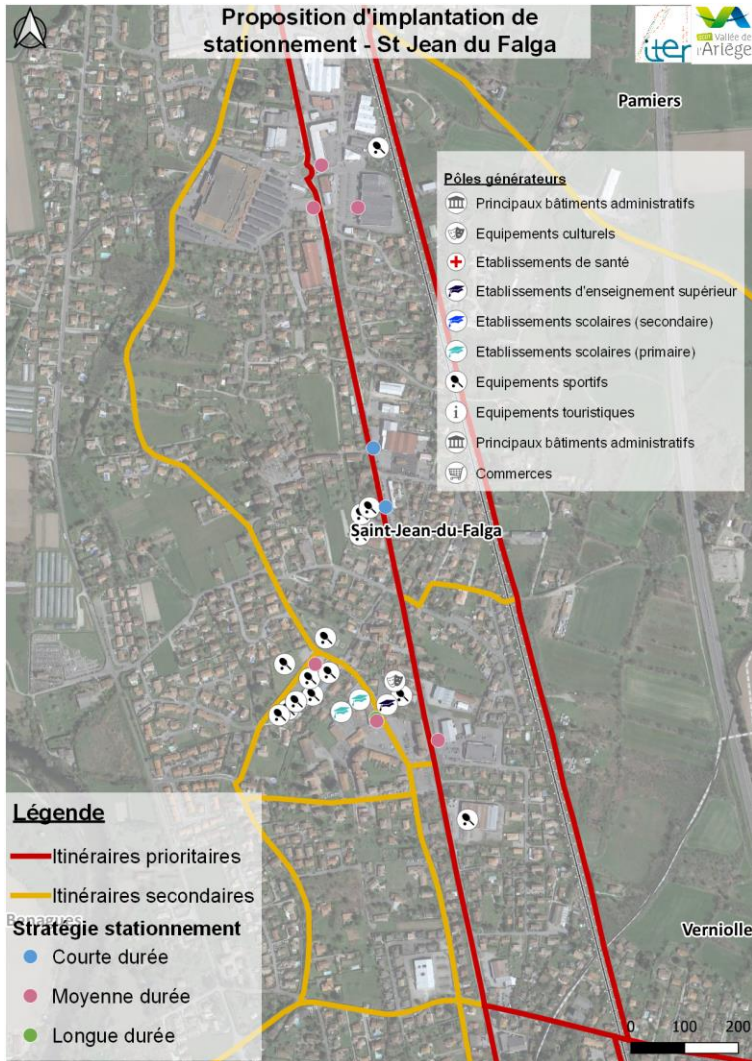 Proposition d'implantation de
stationnement - St Jean du Falga
iter
SCOT Vallée de
l'Ariège
Pamiers
Pôles générateurs
Principaux bâtiments administratifs
Equipements culturels
Etablissements de santé
Etablissements d'enseignement supérieur
Etablissements scolaires (secondaire)
Etablissements scolaires (primaire)
Equipements sportifs
Equipements touristiques
Principaux bâtiments administratifs
Commerces
Saint-Jean-du-Falga
Légende
Itinéraires prioritaires
Itinéraires secondaires
Benagues
Stratégie stationnement
Courte durée
Moyenne durée
Longue durée
Verniolle
0 100 200